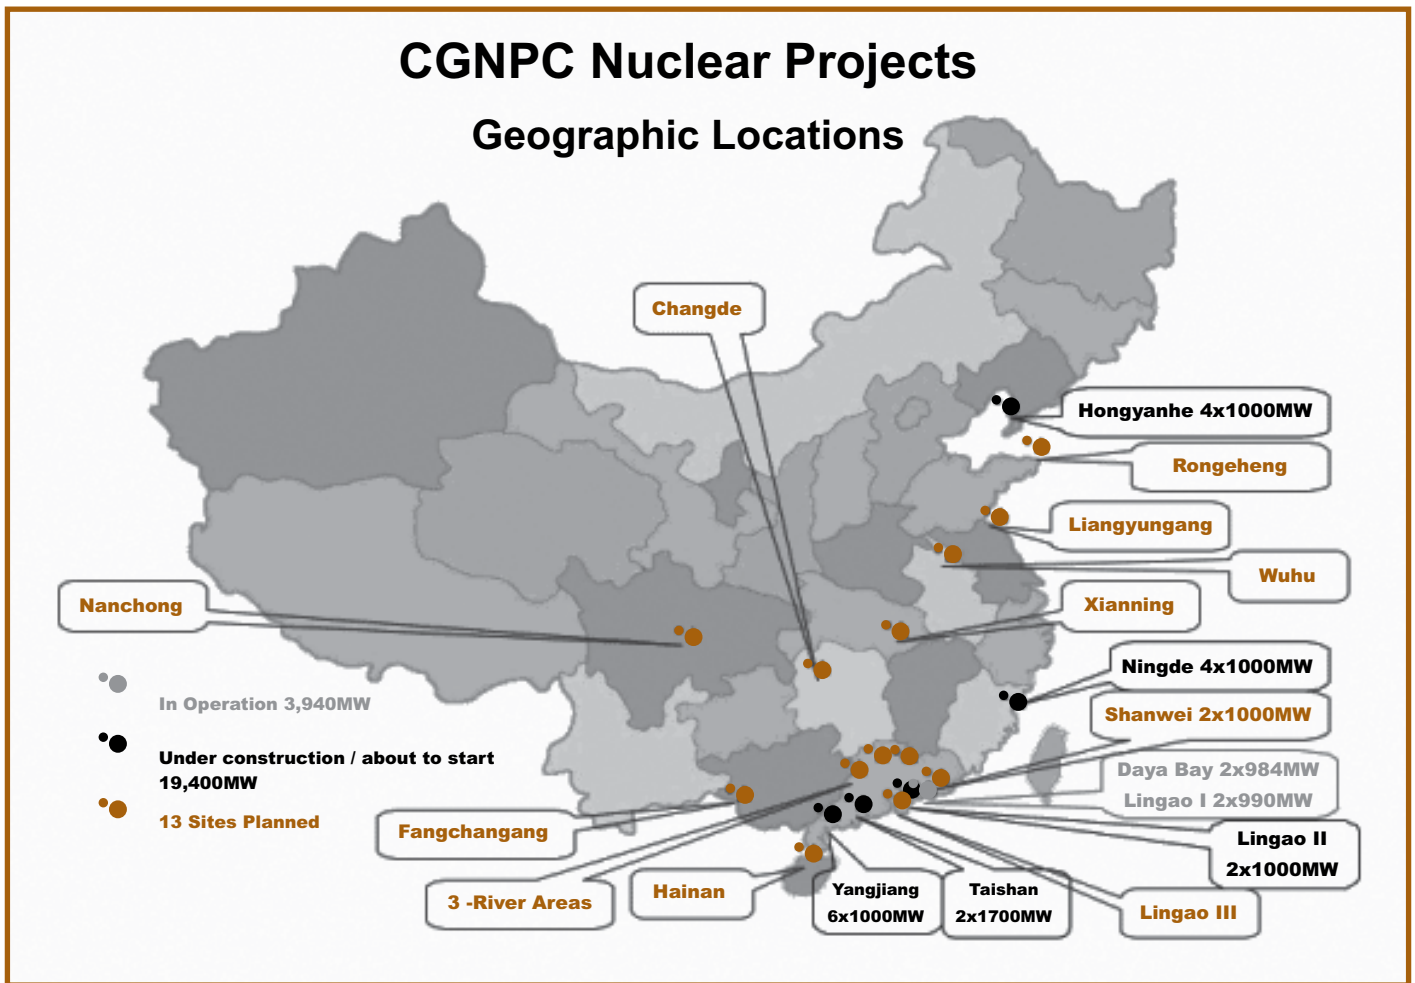 CGNPC Nuclear Projects
Geographic Locations
Changde
Hongyanhe 4x1000MW
Rongeheng
Liangyungang
Wuhu
Nanchong
Xianning
Ningde 4x1000MW
In Operation 3,940MW
Shanwei 2x1000MW
Under construction / about to start
19,400MW
Daya Bay 2x984MW
Lingao I 2x990MW
13 Sites Planned
Fangchangang
Lingao II
2x1000MW
3 -River Areas
Hainan
Yangjiang
6x1000MW
Taishan
2x1700MW
Lingao III